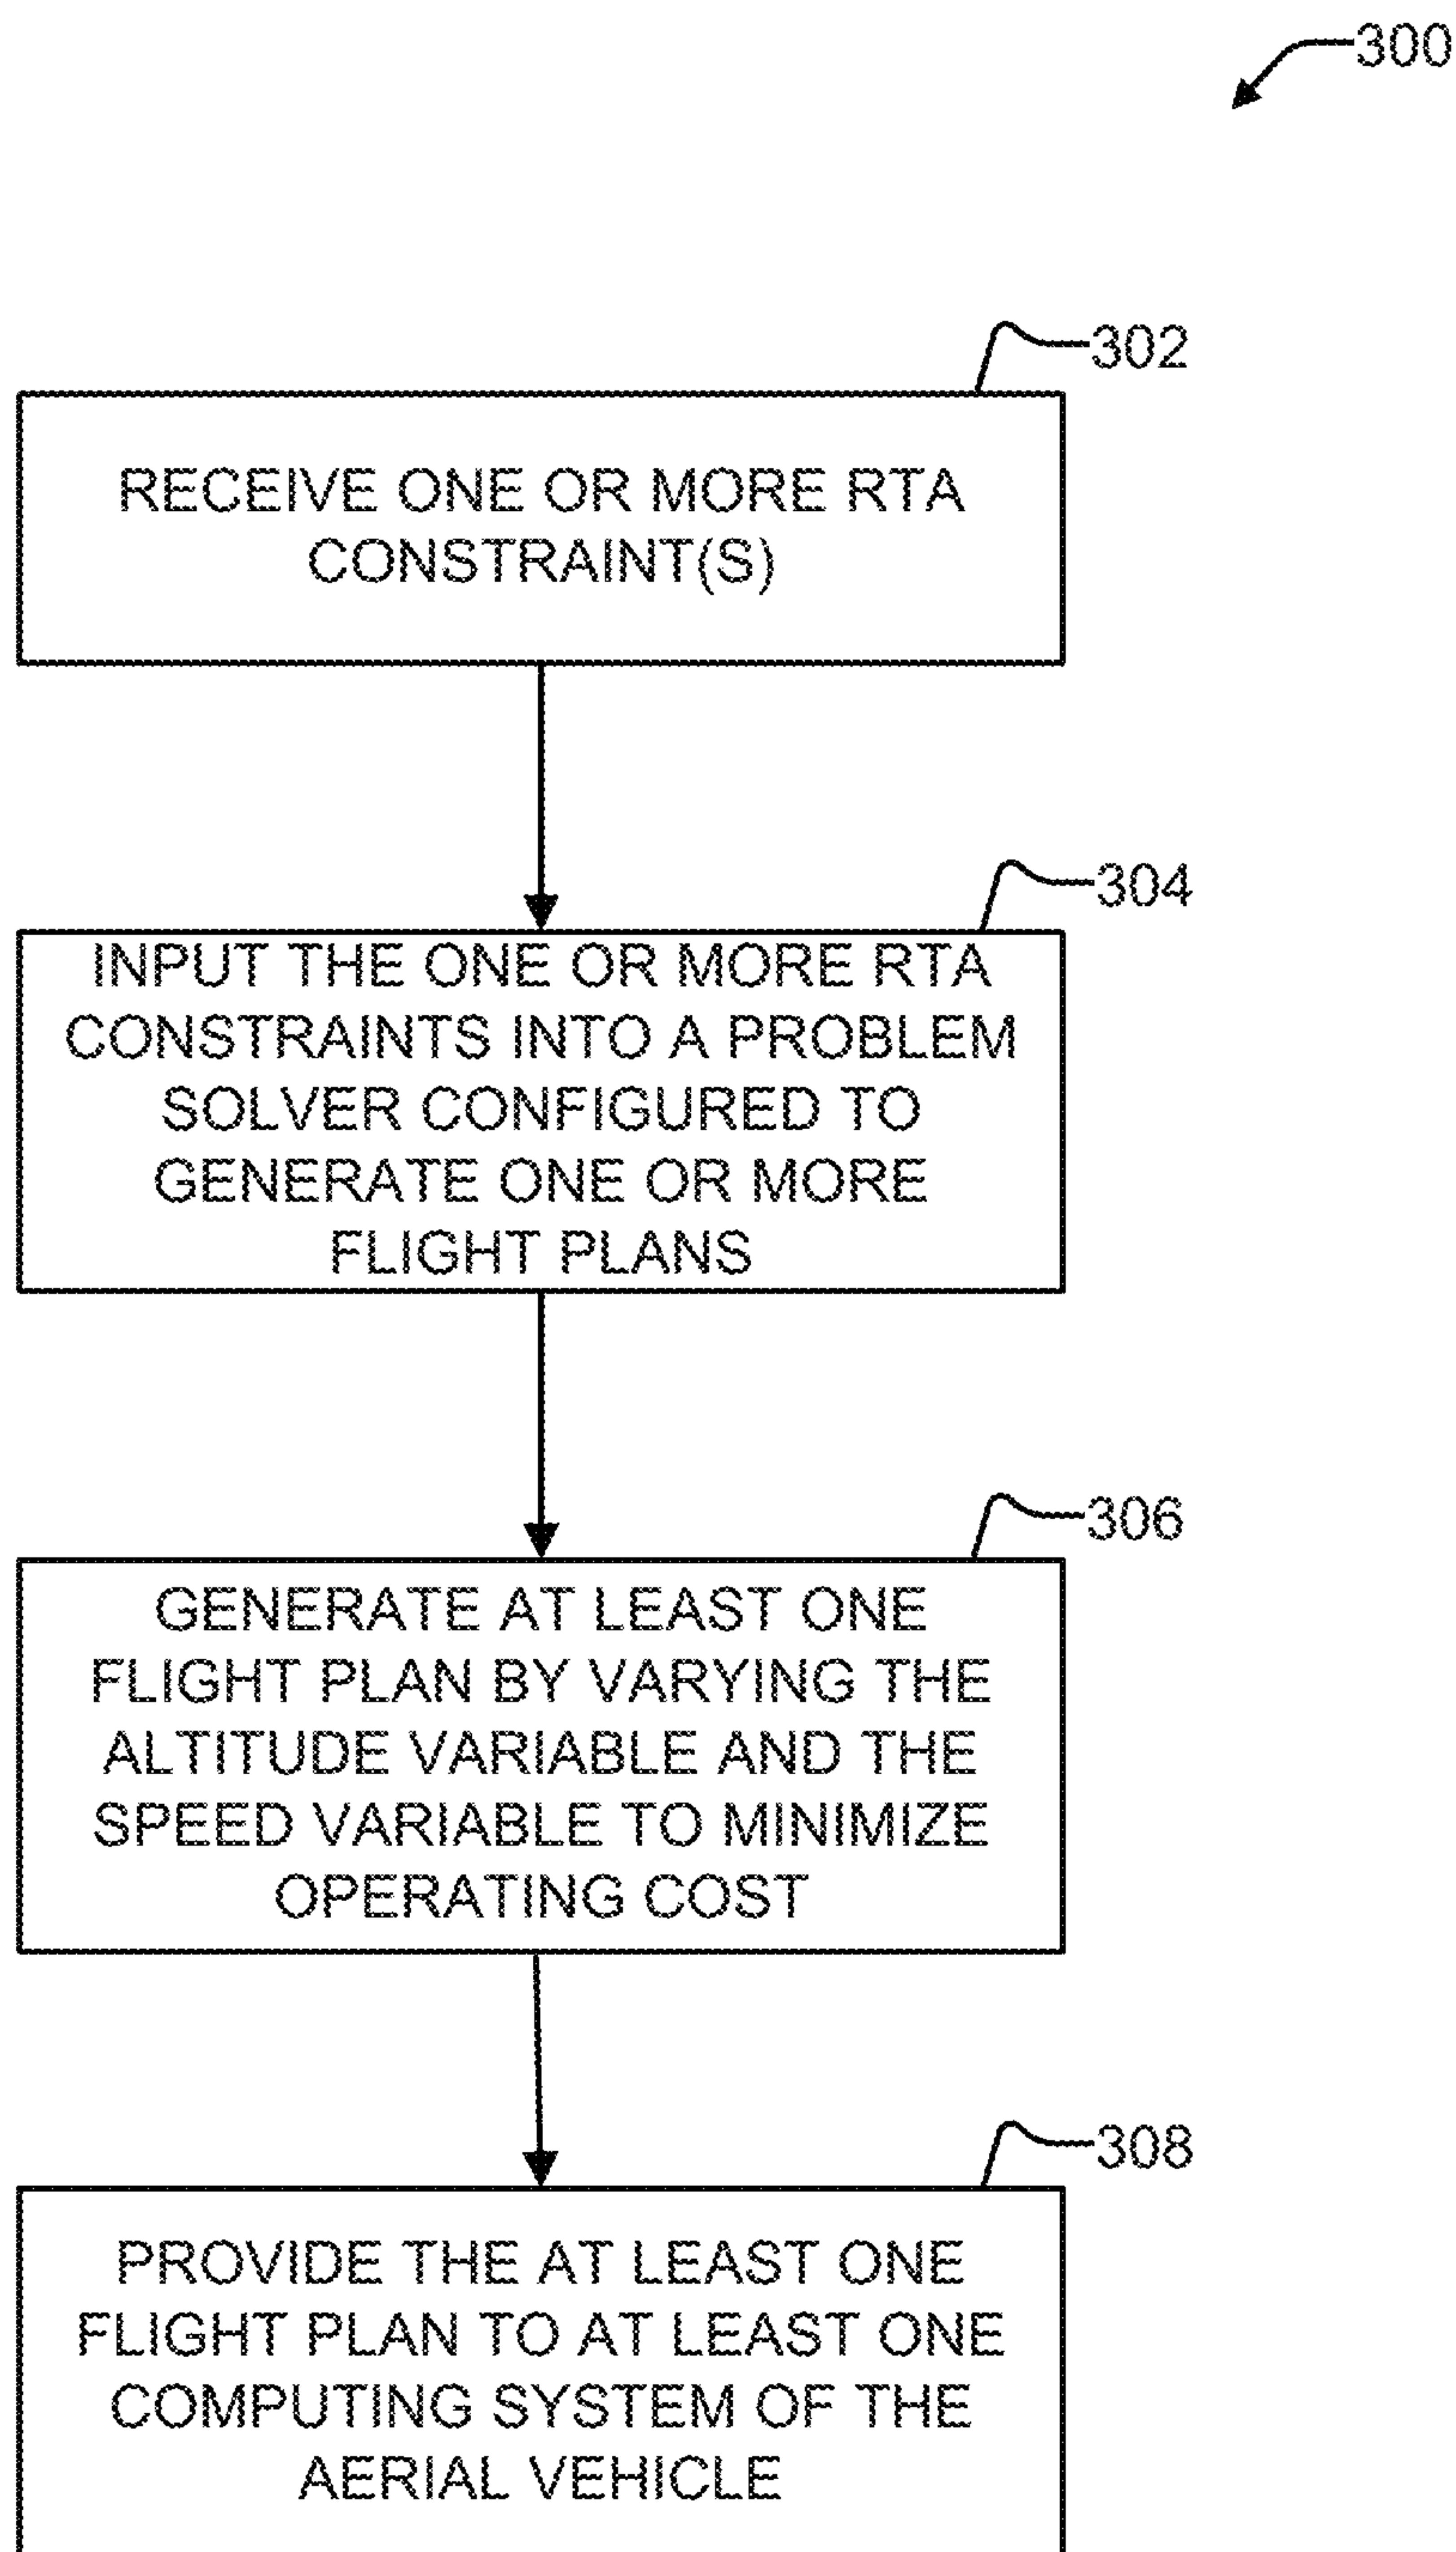 300
302
RECEIVE ONE OR MORE RTA
CONSTRAINT(S)
304
INPUT THE ONE OR MORE RTA
CONSTRAINTS INTO A PROBLEM
SOLVER CONFIGURED TO
GENERATE ONE OR MORE
FLIGHT PLANS
306
GENERATE AT LEAST ONE
FLIGHT PLAN BY VARYING THE
ALTITUDE VARIABLE AND THE
SPEED VARIABLE TO MINIMIZE
OPERATING COST
308
PROVIDE THE AT LEAST ONE
FLIGHT PLAN TO AT LEAST ONE
COMPUTING SYSTEM OF THE
AERIAL VEHICLE